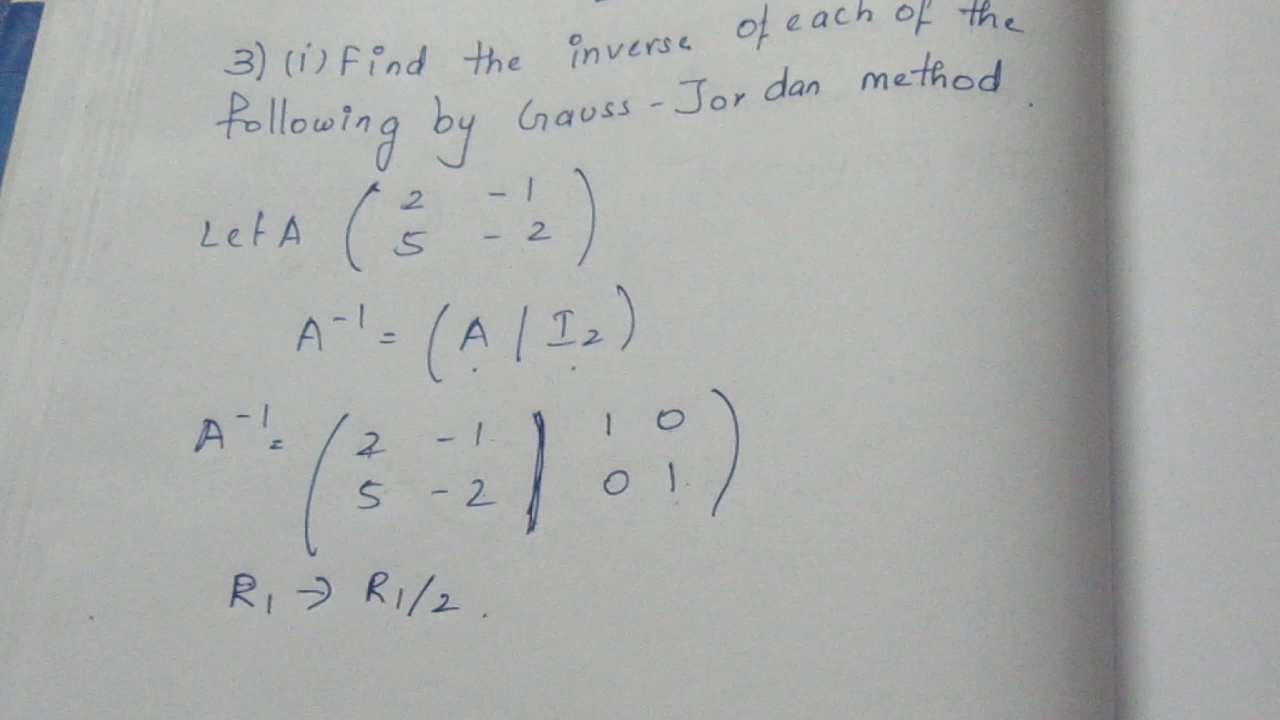 3) (i) Find the inverse of each of the
following by Gauss - Jordan method.
Let A ( 2 -1
5 -2 )
A⁻¹ = (A / I₂)
A⁻¹ = ( 2 -1 | 1 0
5 -2 | 0 1 )
R₁ → R₁/2.